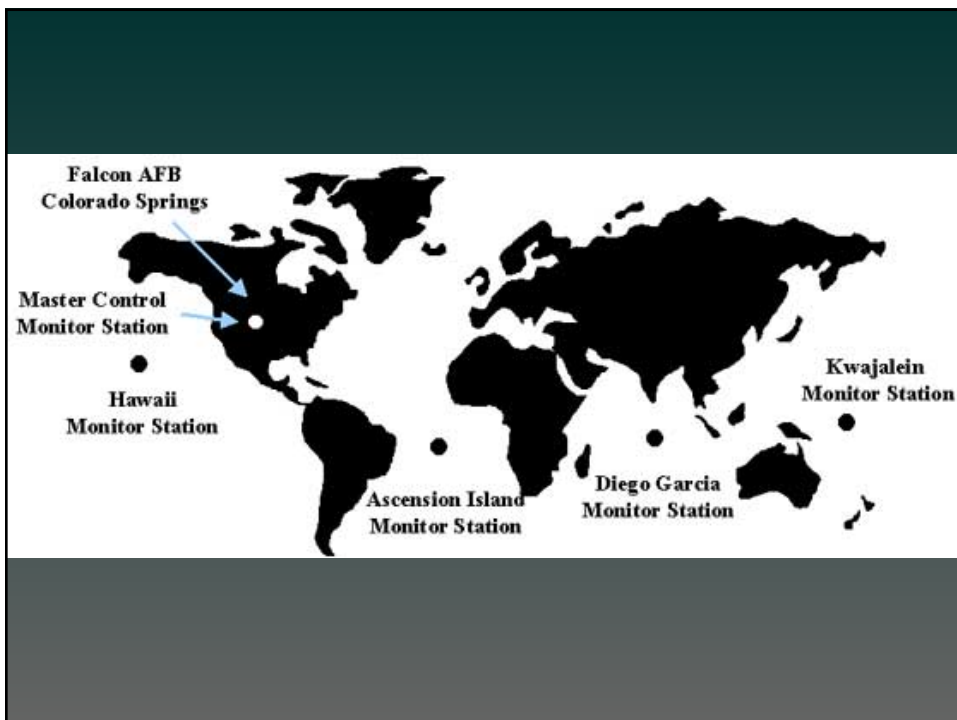 Falcon AFB
Colorado Springs
Master Control
Monitor Station
Hawaii
Monitor Station
Ascension Island
Monitor Station
Diego Garcia
Monitor Station
Kwajalein
Monitor Station